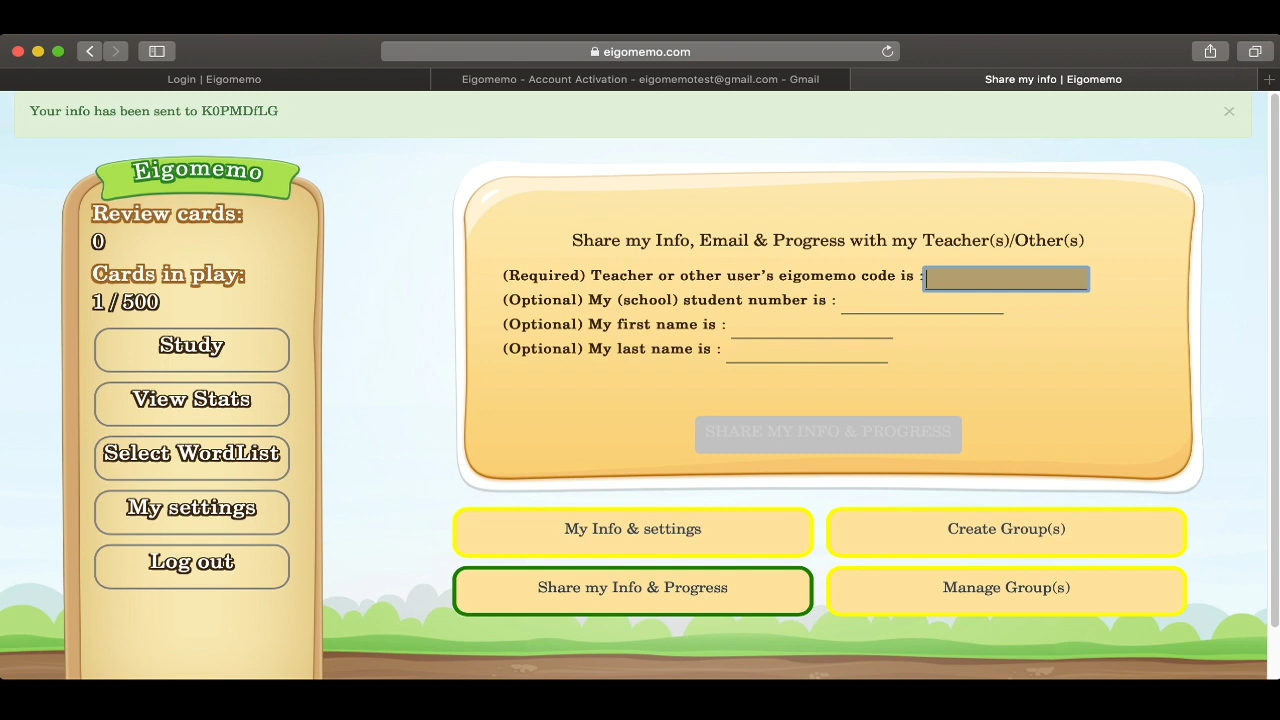 eigomemo.com
Login | Eigomemo
Eigomemo - Account Activation - eigomemotest@gmail.com - Gmail
Share my info | Eigomemo
Your info has been sent to K0PMDfLG
Eigomemo
Review cards:
0
Cards in play:
1 / 500
Study
View Stats
Select WordList
My settings
Log out
Share my Info, Email & Progress with my Teacher(s)/Other(s)
(Required) Teacher or other user's eigomemo code is :
(Optional) My (school) student number is :
(Optional) My first name is :
(Optional) My last name is :
SHARE MY INFO & PROGRESS
My Info & settings
Create Group(s)
Share my Info & Progress
Manage Group(s)